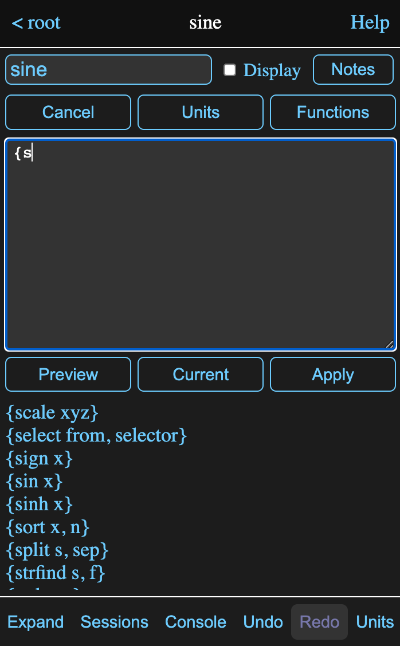 < root sine Help
sine Display Notes
Cancel Units Functions
{s
Preview Current Apply
{scale xyz}
{select from, selector}
{sign x}
{sin x}
{sinh x}
{sort x, n}
{split s, sep}
{strfind s, f}
Expand Sessions Console Undo Redo Units